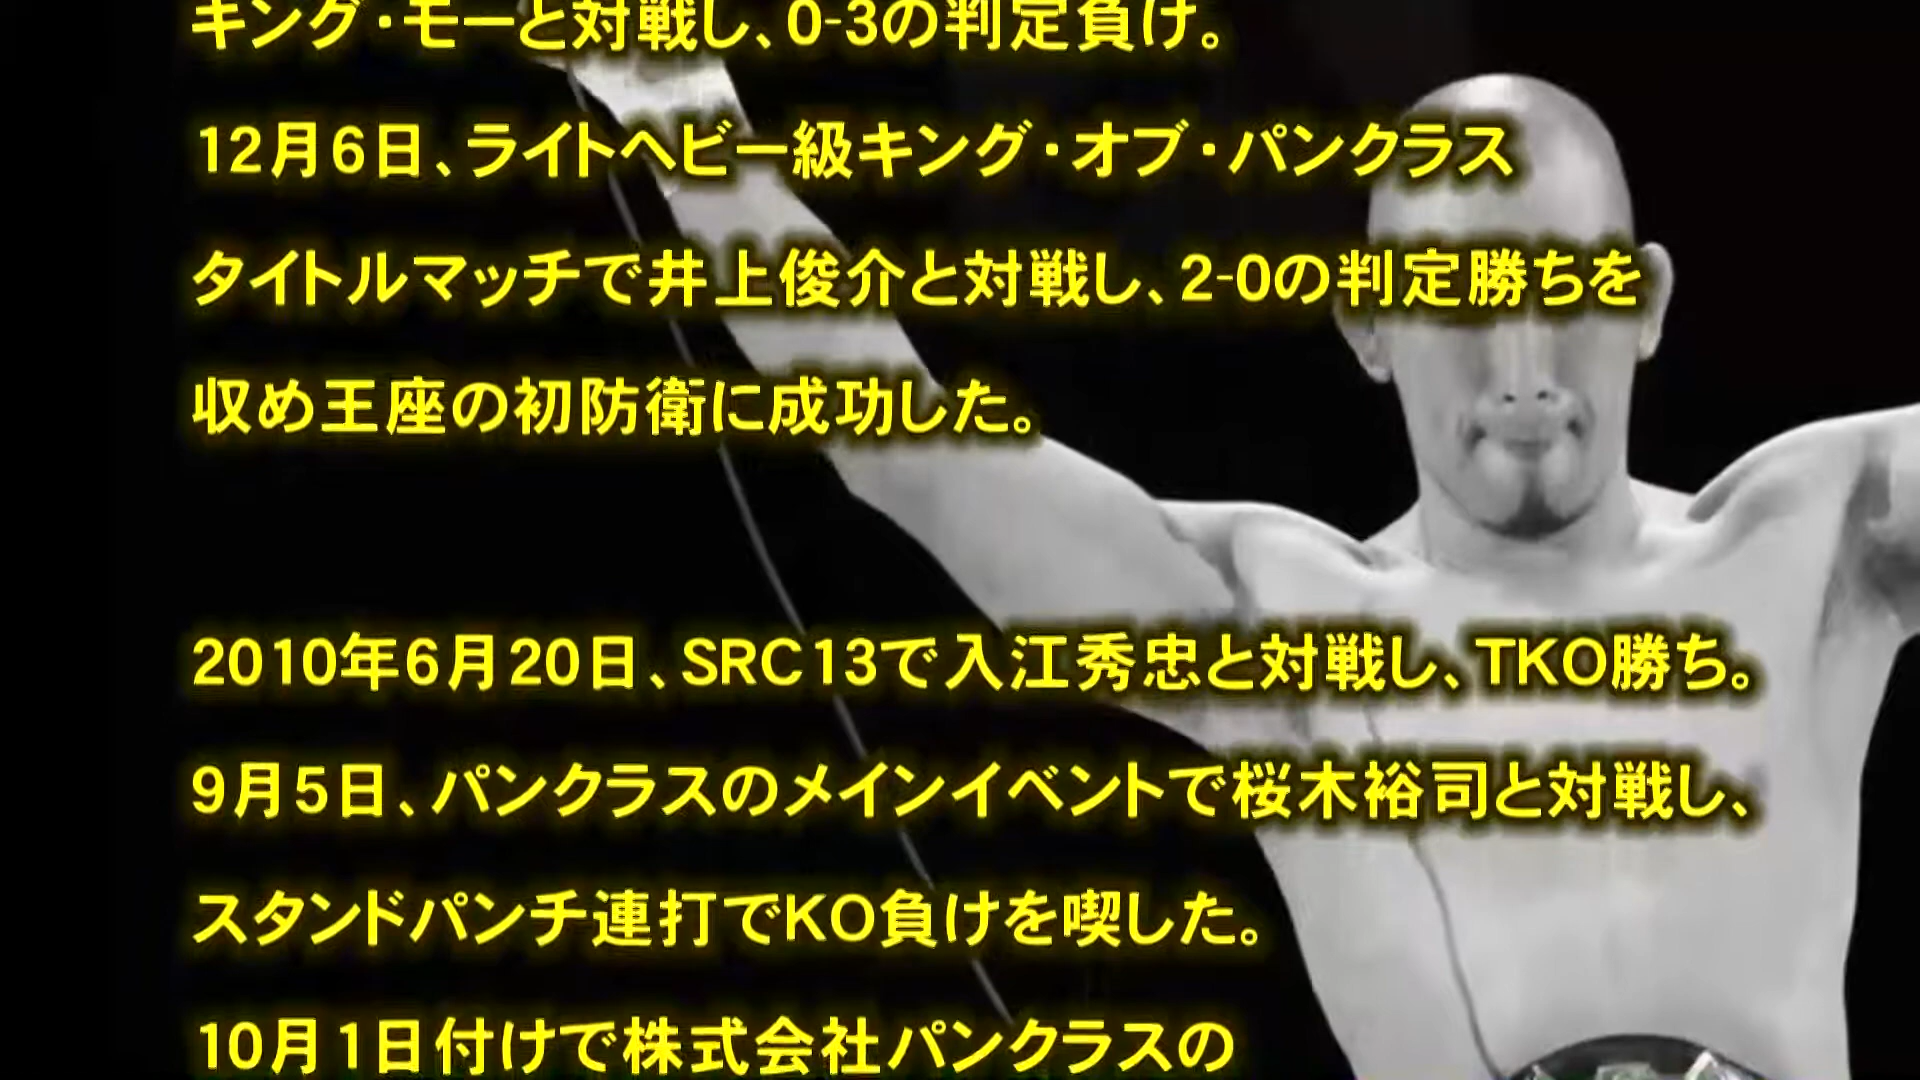 キング・モーと対戦し、0-3の判定負け。
12月6日、ライトヘビー級キング・オブ・パンクラス
タイトルマッチで井上俊介と対戦し、2-0の判定勝ちを
収め王座の初防衛に成功した。
2010年6月20日、SRC13で入江秀忠と対戦し、TKO勝ち。
9月5日、パンクラスのメインイベントで桜木裕司と対戦し、
スタンドパンチ連打でKO負けを喫した。
10月1日付けで株式会社パンクラスの